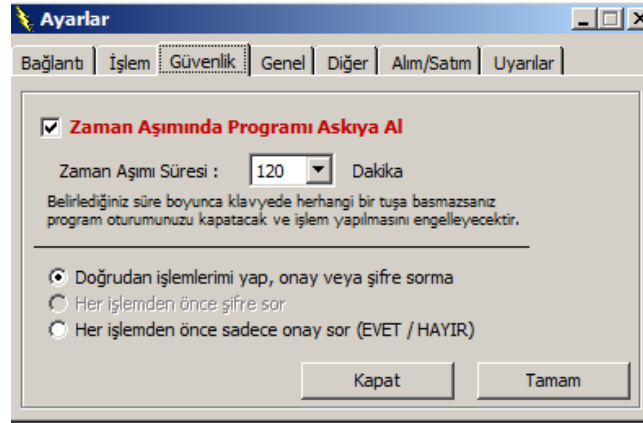 Ayarlar
Bağlantı İşlem Güvenlik Genel Diğer Alım/Satım Uyarılar
Zaman Aşımında Programı Askıya Al
Zaman Aşımı Süresi : 120 Dakika
Belirlediğiniz süre boyunca klavyede herhangi bir tuşa basmazsanız
program oturumunuzu kapatacak ve işlem yapılmasını engelleyecektir.
Doğrudan işlemlerimi yap, onay veya şifre sorma
Her işlemden önce şifre sor
Her işlemden önce sadece onay sor (EVET / HAYIR)
Kapat Tamam